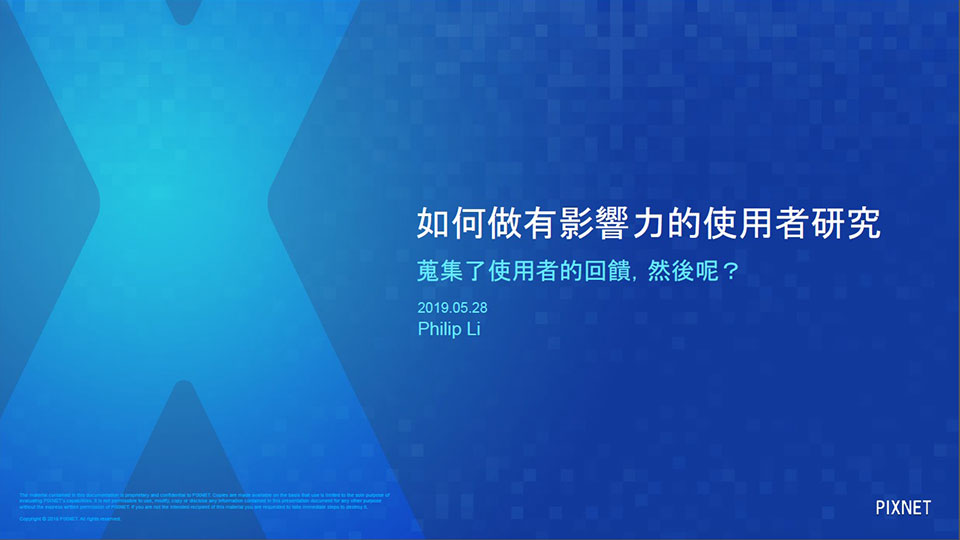 如何做有影響力的使用者研究
蒐集了使用者的回饋，然後呢？
2019.05.28
Philip Li
The material contained in this documentation is proprietary and confidential to PIXNET. Copies are made available on the basis that use is limited to the sole purpose of
evaluating PIXNET's capabilities. It is not permissible to use, modify, copy or disclose any information contained in this presentation document for any other purpose
without the express written permission of PIXNET. If you are not the intended recipient of this material you are requested to take immediate steps to destroy it.
Copyright © PIXNET. All rights reserved.
PIXNET